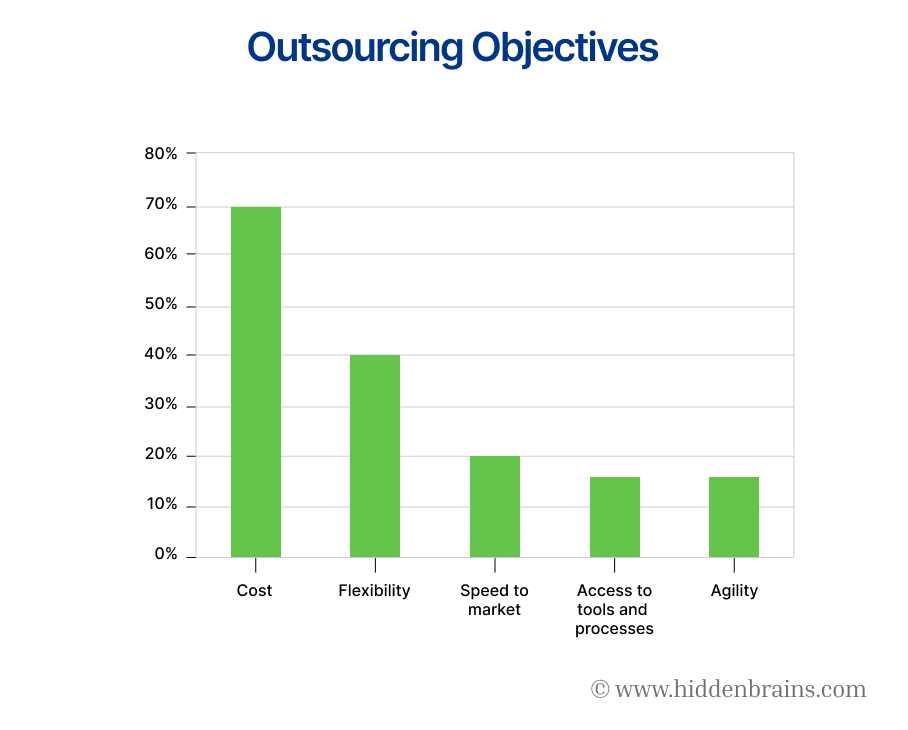 Outsourcing Objectives
80%
70%
60%
50%
40%
30%
20%
10%
0%
Cost
Flexibility
Speed to
market
Access to
tools and
processes
Agility
© www.hiddenbrains.com